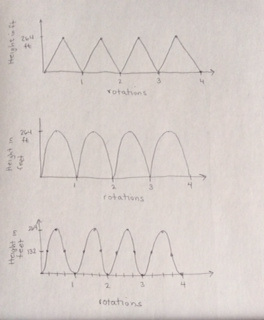 Height in ft
264
ft
1 2 3 4
rotations
Height in
feet
264
ft
1 2 3 4
rotations
Height in
feet
264
132
1 2 3 4
rotations